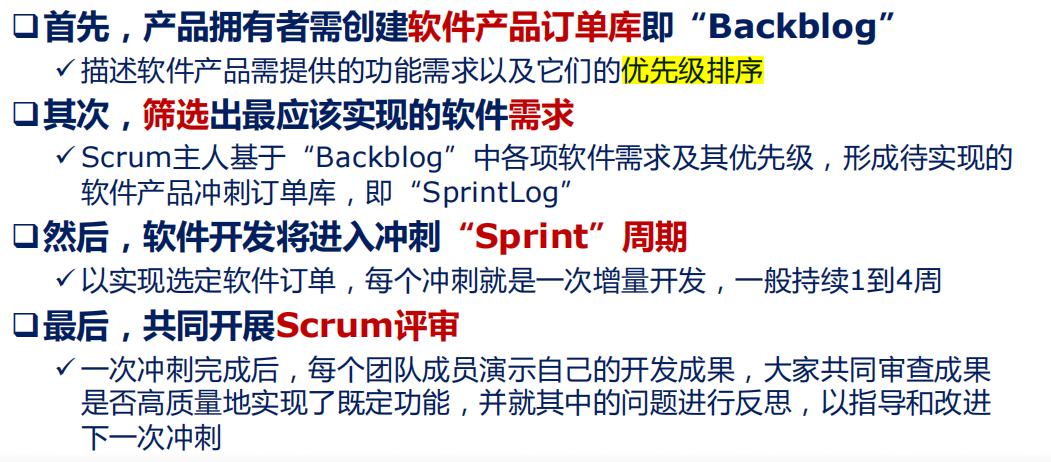 ❑首先，产品拥有者需创建软件产品订单库即“Backblog”
✓描述软件产品需提供的功能需求以及它们的优先级排序
❑其次，筛选出最应该实现的软件需求
✓Scrum主人基于“Backblog”中各项软件需求及其优先级，形成待实现的
软件产品冲刺订单库，即“SprintLog”
❑然后，软件开发将进入冲刺“Sprint”周期
✓以实现选定软件订单，每个冲刺就是一次增量开发，一般持续1到4周
❑最后，共同开展Scrum评审
✓一次冲刺完成后，每个团队成员演示自己的开发成果，大家共同审查成果
是否高质量地实现了既定功能，并就其中的问题进行反思，以指导和改进
下一次冲刺